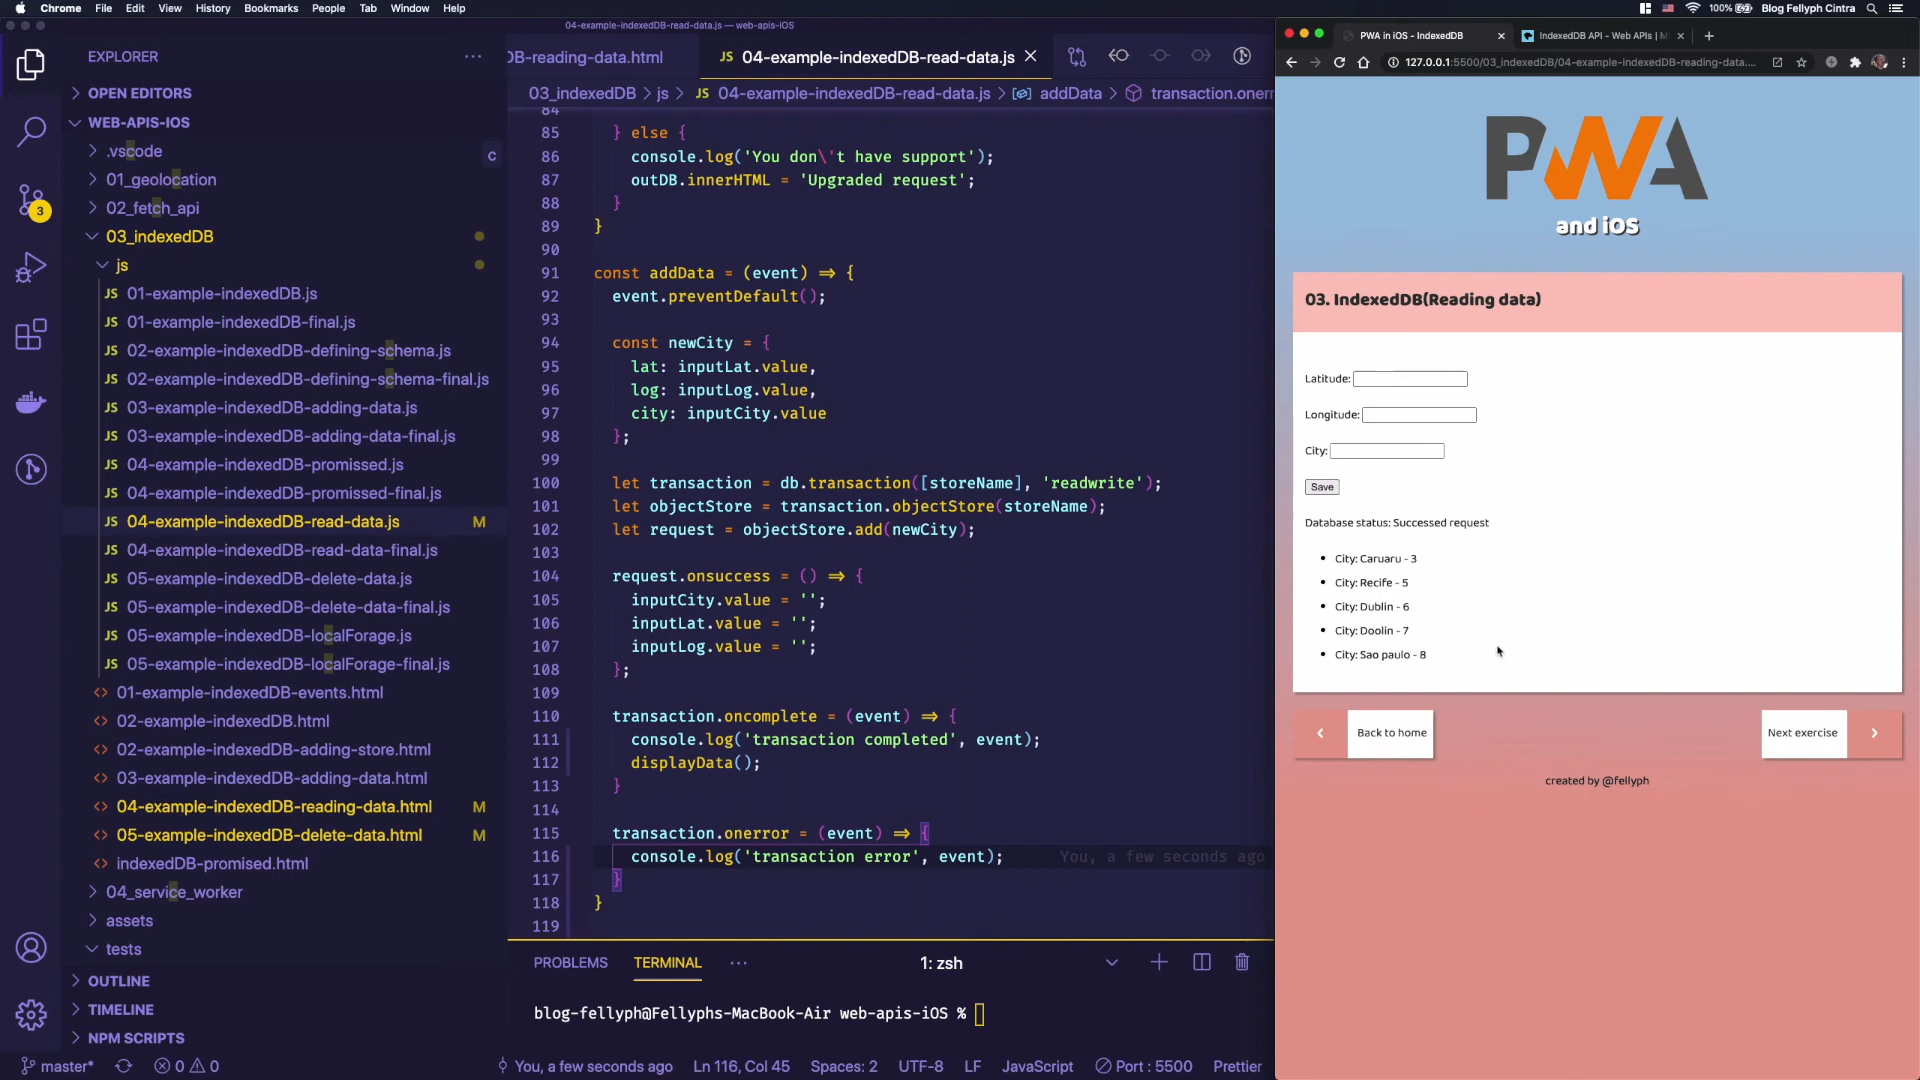 Chrome File Edit View History Bookmarks People Tab Window Help
100% Blog Fellyph Cintra
04-example-indexedDB-read-data.js — web-apis-iOS
EXPLORER
OPEN EDITORS
WEB-APIS-IOS
.vscode
C
01_geolocation
02_fetch_api
03_indexedDB
js
JS 01-example-indexedDB.js
JS 01-example-indexedDB-final.js
JS 02-example-indexedDB-defining-schema.js
JS 02-example-indexedDB-defining-schema-final.js
JS 03-example-indexedDB-adding-data.js
JS 03-example-indexedDB-adding-data-final.js
JS 04-example-indexedDB-promissed.js
JS 04-example-indexedDB-promissed-final.js
JS 04-example-indexedDB-read-data.js M
JS 04-example-indexedDB-read-data-final.js
JS 05-example-indexedDB-delete-data.js
JS 05-example-indexedDB-delete-data-final.js
JS 05-example-indexedDB-localForage.js
JS 05-example-indexedDB-localForage-final.js
<> 01-example-indexedDB-events.html
<> 02-example-indexedDB.html
<> 02-example-indexedDB-adding-store.html
<> 03-example-indexedDB-adding-data.html
<> 04-example-indexedDB-reading-data.html M
<> 05-example-indexedDB-delete-data.html M
<> indexedDB-promised.html
04_service_worker
assets
tests
OUTLINE
TIMELINE
NPM SCRIPTS
3
DB-reading-data.html
JS 04-example-indexedDB-read-data.js
03_indexedDB > js > JS 04-example-indexedDB-read-data.js > addData > transaction.onerr
84
85 } else {
86 console.log('You don\'t have support');
87 outDB.innerHTML = 'Upgraded request';
88 }
89 }
90
91 const addData = (event) => {
92 event.preventDefault();
93
94 const newCity = {
95 lat: inputLat.value,
96 log: inputLog.value,
97 city: inputCity.value
98 };
99
100 let transaction = db.transaction([storeName], 'readwrite');
101 let objectStore = transaction.objectStore(storeName);
102 let request = objectStore.add(newCity);
103
104 request.onsuccess = () => {
105 inputCity.value = '';
106 inputLat.value = '';
107 inputLog.value = '';
108 };
109
110 transaction.oncomplete = (event) => {
111 console.log('transaction completed', event);
112 displayData();
113 }
114
115 transaction.onerror = (event) => {
116 console.log('transaction error', event); You, a few seconds ago
117 }
118 }
119
PROBLEMS TERMINAL ... 1: zsh
blog-fellyph@Fellyphs-MacBook-Air web-apis-iOS %
master* 0 0 You, a few seconds ago Ln 116, Col 45 Spaces: 2 UTF-8 LF JavaScript Port : 5500 Prettier
PWA in iOS - IndexedDB
IndexedDB API - Web APIs | M
127.0.0.1:5500/03_indexedDB/04-example-indexedDB-reading-data....
PWA
and iOS
03. IndexedDB(Reading data)
Latitude:
Longitude:
City:
Save
Database status: Successed request
• City: Caruaru - 3
• City: Recife - 5
• City: Dublin - 6
• City: Doolin - 7
• City: Sao paulo - 8
Back to home
Next exercise
created by @fellyph